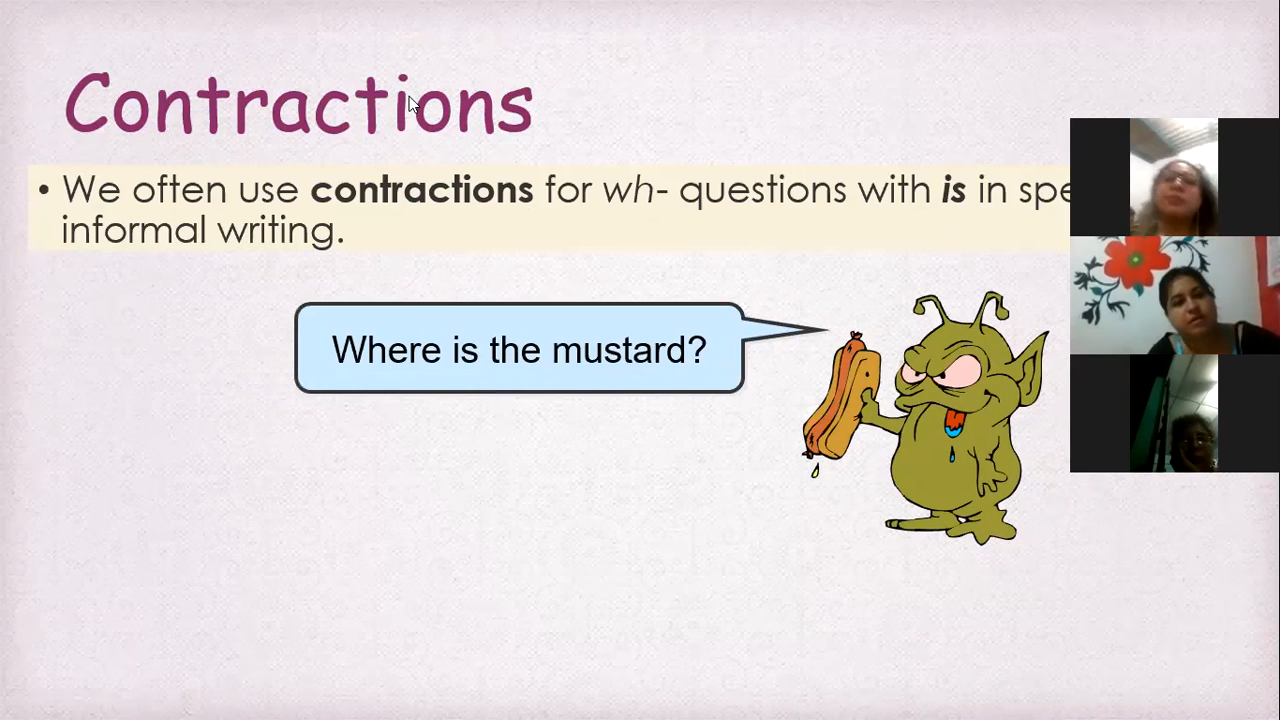 Contractions
• We often use contractions for wh- questions with is in spe
informal writing.
Where is the mustard?